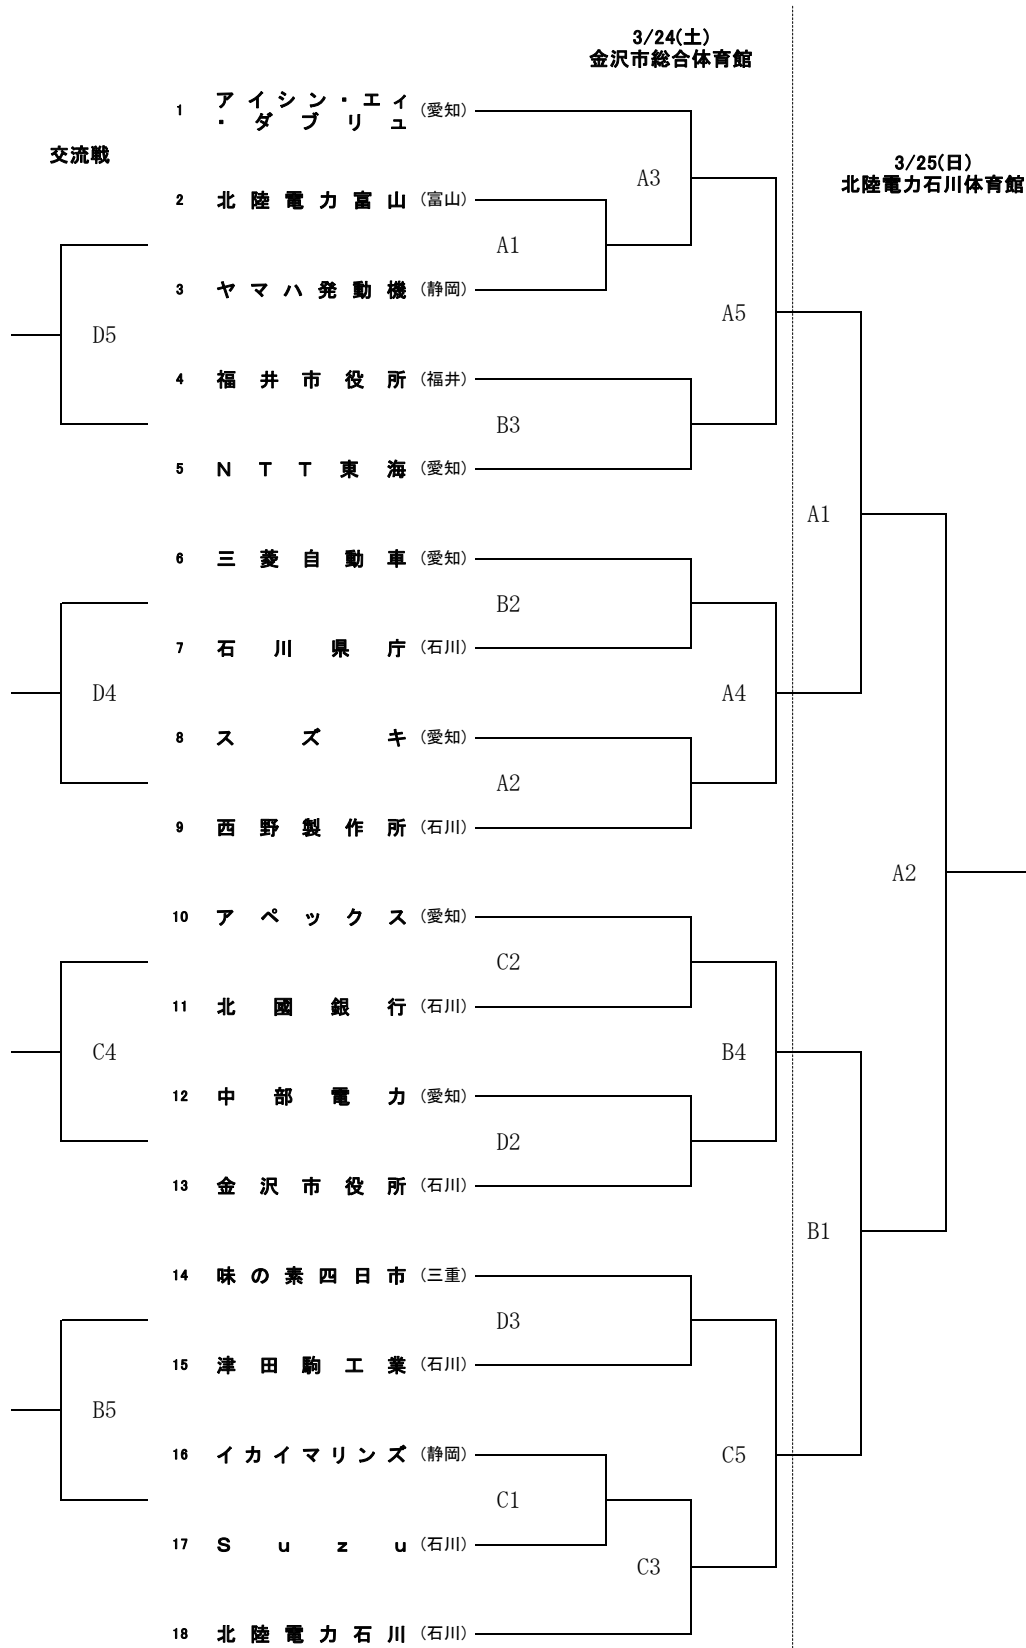 3/24(土)
金沢市総合体育館
1 アイシン・エィ (愛知)
・ダブリュ
交流戦
3/25(日)
北陸電力石川体育館
A3
2 北陸電力富山 (富山)
A1
3 ヤマハ発動機 (静岡)
A5
D5
4 福井市役所 (福井)
B3
5 NTT東海 (愛知)
A1
6 三菱自動車 (愛知)
B2
7 石川県庁 (石川)
D4
A4
8 スズキ (愛知)
A2
9 西野製作所 (石川)
A2
10 アペックス (愛知)
C2
11 北國銀行 (石川)
C4
B4
12 中部電力 (愛知)
D2
13 金沢市役所 (石川)
B1
14 味の素四日市 (三重)
D3
15 津田駒工業 (石川)
B5
16 イカイマリンズ (静岡)
C5
C1
17 Suzu (石川)
C3
18 北陸電力石川 (石川)